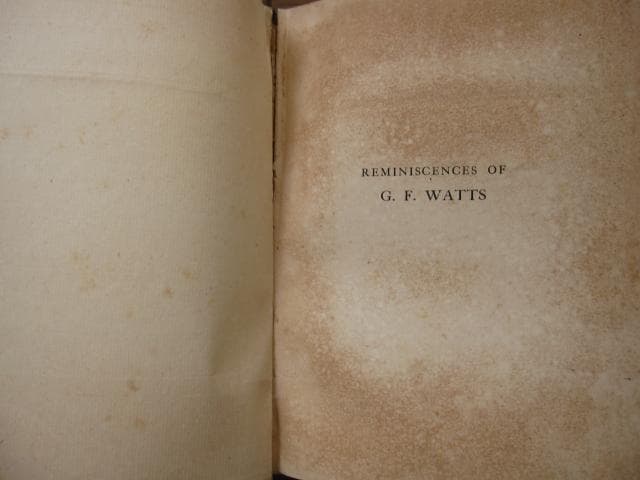 REMINISCENCES OF
G. F. WATTS